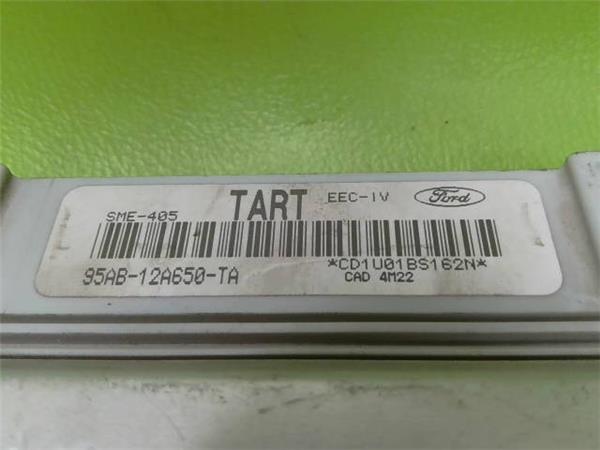 SME-405 TART EEC-IV Ford
95AB-12A650-TA *CD1U01BS162N*
CAD 4M22